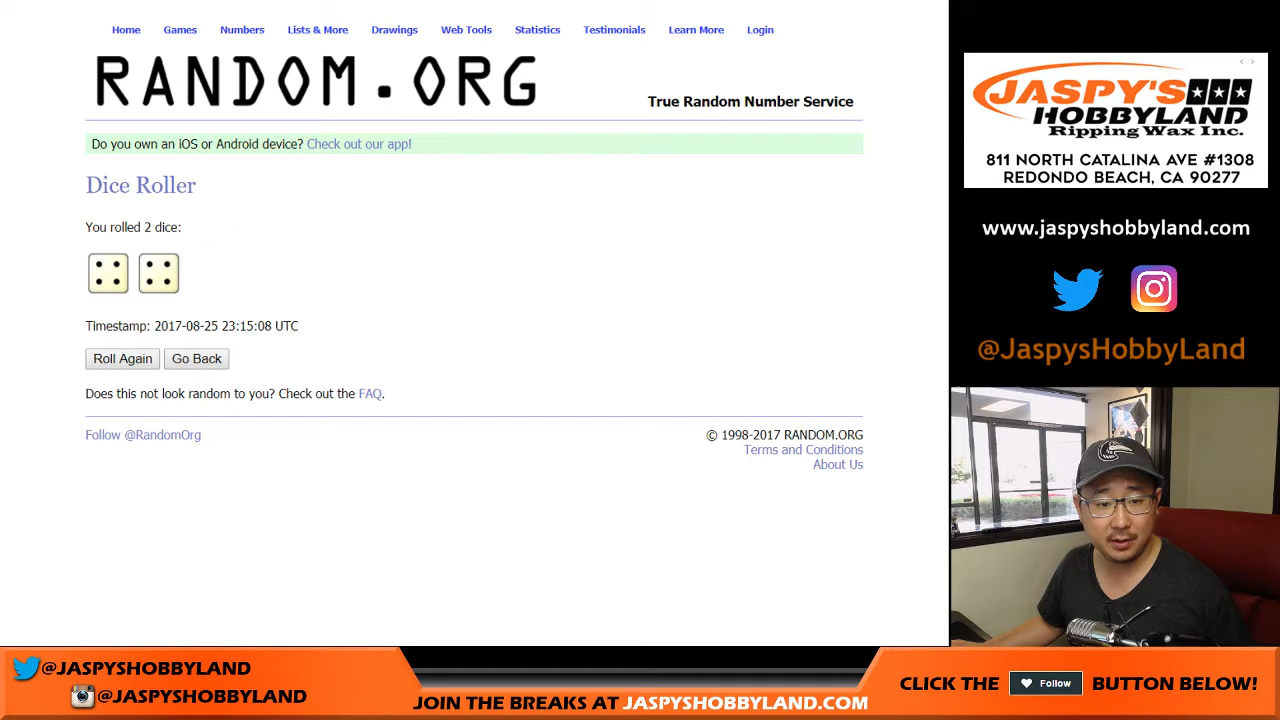 Home Games Numbers Lists & More Drawings Web Tools Statistics Testimonials Learn More Login
RANDOM.ORG
True Random Number Service
Do you own an iOS or Android device? Check out our app!
Dice Roller
You rolled 2 dice:
Timestamp: 2017-08-25 23:15:08 UTC
Roll Again Go Back
Does this not look random to you? Check out the FAQ.
Follow @RandomOrg
© 1998-2017 RANDOM.ORG
Terms and Conditions
About Us
JASPY'S
HOBBYLAND
Ripping Wax Inc.
811 NORTH CATALINA AVE #1308
REDONDO BEACH, CA 90277
www.jaspyshobbyland.com
@JaspysHobbyLand
@JASPYSHOBBYLAND
@JASPYSHOBBYLAND
JOIN THE BREAKS AT JASPYSHOBBYLAND.COM
CLICK THE Follow BUTTON BELOW!